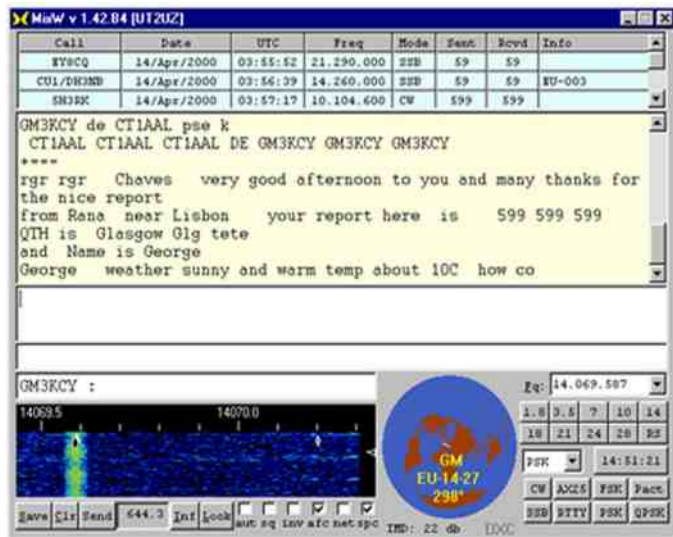 MixW v 1.42.84 [UT2UZ]
Call Date UTC Freq Mode Sent Rcvd Info
EY8CQ 14/Apr/2000 03:55:52 21.290.000 SSB 59 59
CU1/DH3NB 14/Apr/2000 03:56:39 14.260.000 SSB 59 59 EU-003
5H3RK 14/Apr/2000 03:57:17 10.104.600 CW 599 599
GM3KCY de CT1AAL pse k
CT1AAL CT1AAL CT1AAL DE GM3KCY GM3KCY GM3KCY
+===
rgr rgr Chaves very good afternoon to you and many thanks for
the nice report
from Rana near Lisbon your report here is 599 599 599
QTH is Glasgow Glg tete
and Name is George
George weather sunny and warm temp about 10C how co
GM3KCY :
Fq: 14.069.587
14069.5 14070.0
1.8 3.5 7 10 14
18 21 24 28 RS
GM
EU-14-27
298°
PSK 14:51:21
CW AX25 FSK Pact
SSB RTTY PSK QPSK
Save Clr Send 644.3 Inf Look aut sq inv afc net spc
IMD: 22 db LOCK